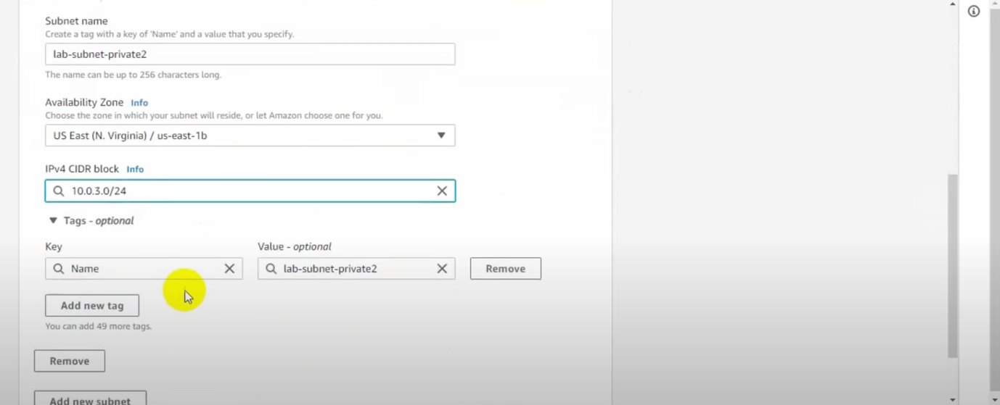 Subnet name
Create a tag with a key of 'Name' and a value that you specify.
lab-subnet-private2
The name can be up to 256 characters long.
Availability Zone Info
Choose the zone in which your subnet will reside, or let Amazon choose one for you.
US East (N. Virginia) / us-east-1b
IPv4 CIDR block Info
10.0.3.0/24
Tags - optional
Key Value - optional
Name lab-subnet-private2 Remove
Add new tag
You can add 49 more tags.
Remove
Add new subnet